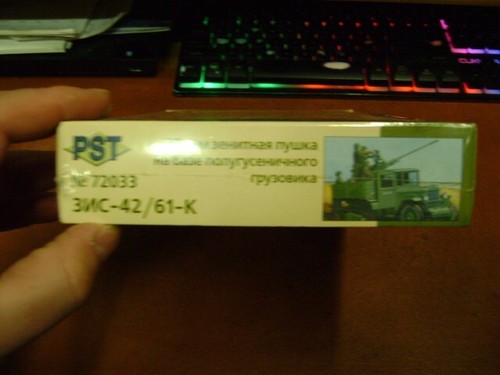 PST
зенитная пушка
на базе полугусеничного
грузовика
№ 72033
ЗИС-42/61-К